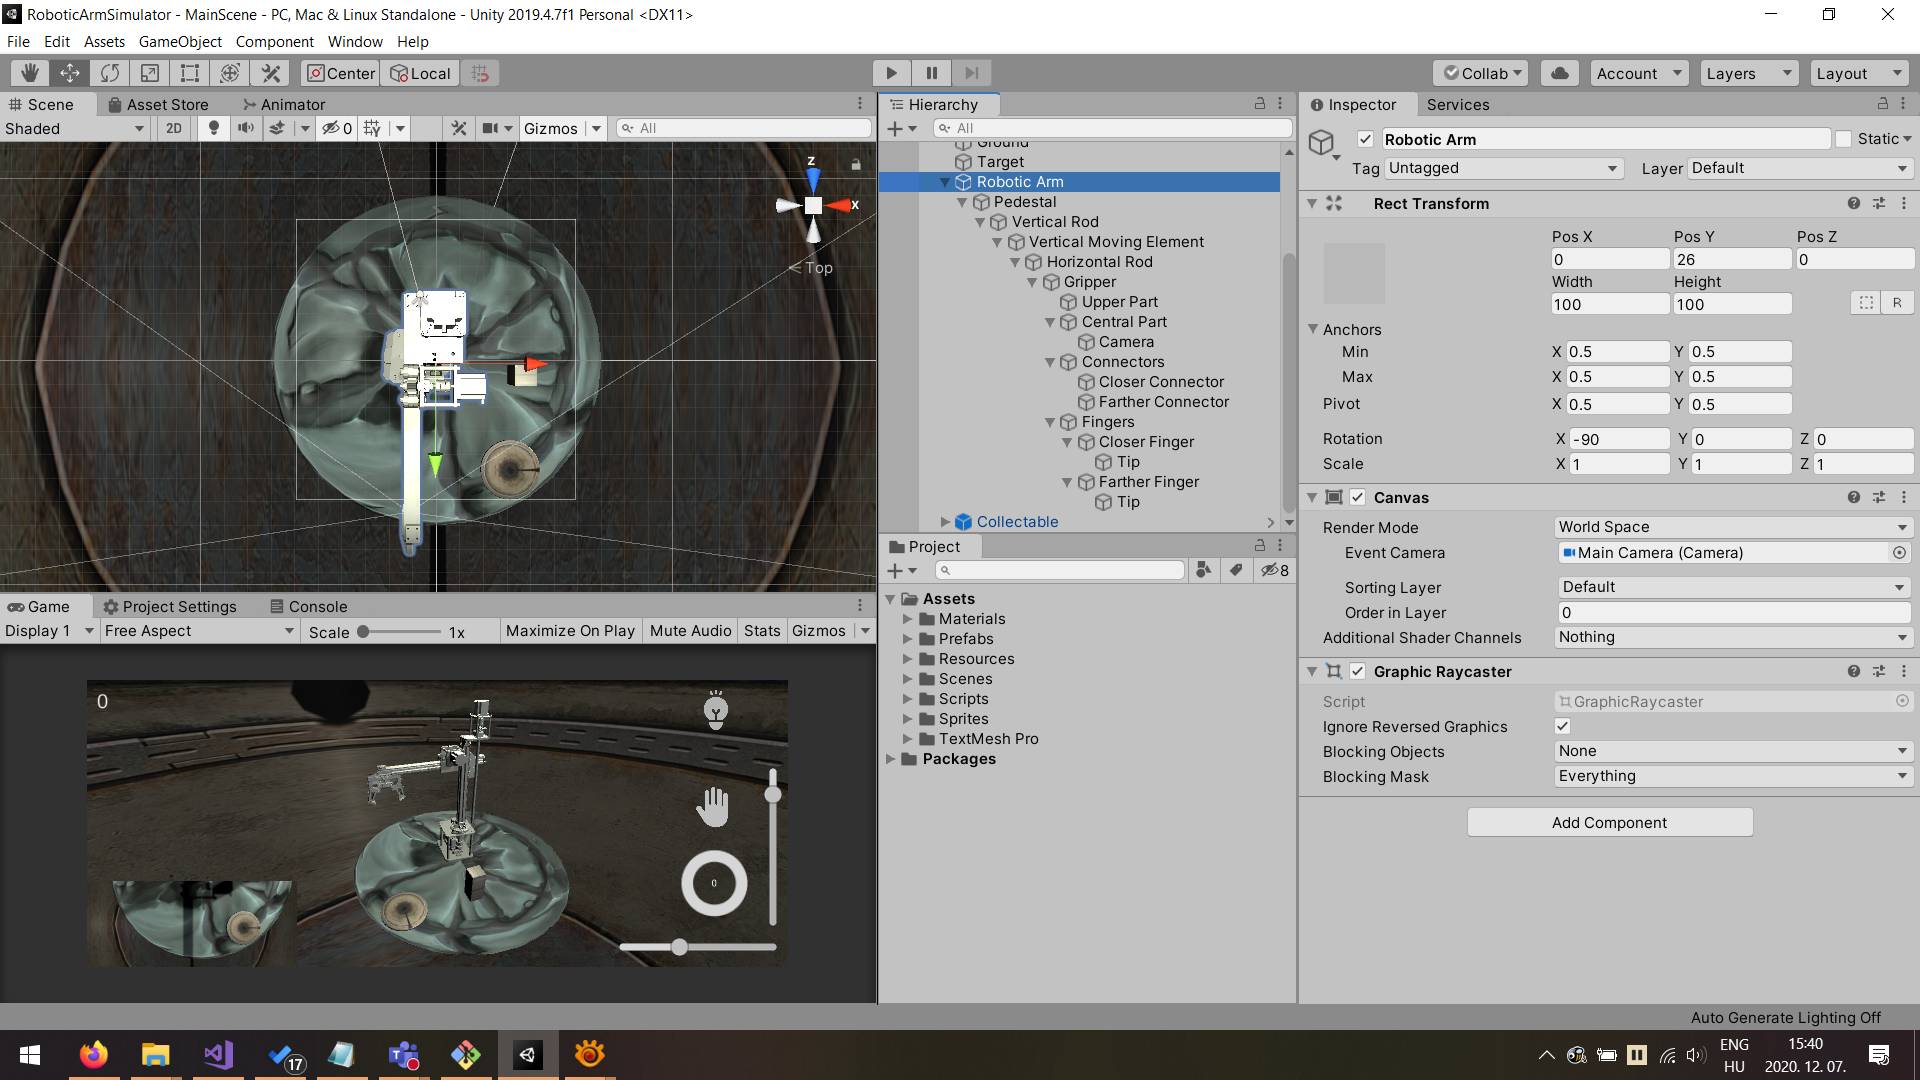 RoboticArmSimulator - MainScene - PC, Mac & Linux Standalone - Unity 2019.4.7f1 Personal <DX11>
File Edit Assets GameObject Component Window Help
Center Local Collab Account Layers Layout
Scene Asset Store Animator
Shaded 2D 0 Gizmos All
z
x
Top
Game Project Settings Console
Display 1 Free Aspect Scale 1x Maximize On Play Mute Audio Stats Gizmos
0
0
Hierarchy
All
Ground
Target
Robotic Arm
Pedestal
Vertical Rod
Vertical Moving Element
Horizontal Rod
Gripper
Upper Part
Central Part
Camera
Connectors
Closer Connector
Farther Connector
Fingers
Closer Finger
Tip
Farther Finger
Tip
Collectable
Project
8
Assets
Materials
Prefabs
Resources
Scenes
Scripts
Sprites
TextMesh Pro
Packages
Inspector Services
Robotic Arm Static
Tag Untagged Layer Default
Rect Transform
Pos X Pos Y Pos Z
0 26 0
Width Height
100 100 R
Anchors
Min X 0.5 Y 0.5
Max X 0.5 Y 0.5
Pivot X 0.5 Y 0.5
Rotation X -90 Y 0 Z 0
Scale X 1 Y 1 Z 1
Canvas
Render Mode World Space
Event Camera Main Camera (Camera)
Sorting Layer Default
Order in Layer 0
Additional Shader Channels Nothing
Graphic Raycaster
Script GraphicRaycaster
Ignore Reversed Graphics
Blocking Objects None
Blocking Mask Everything
Add Component
Auto Generate Lighting Off
17
ENG
HU
15:40
2020. 12. 07.